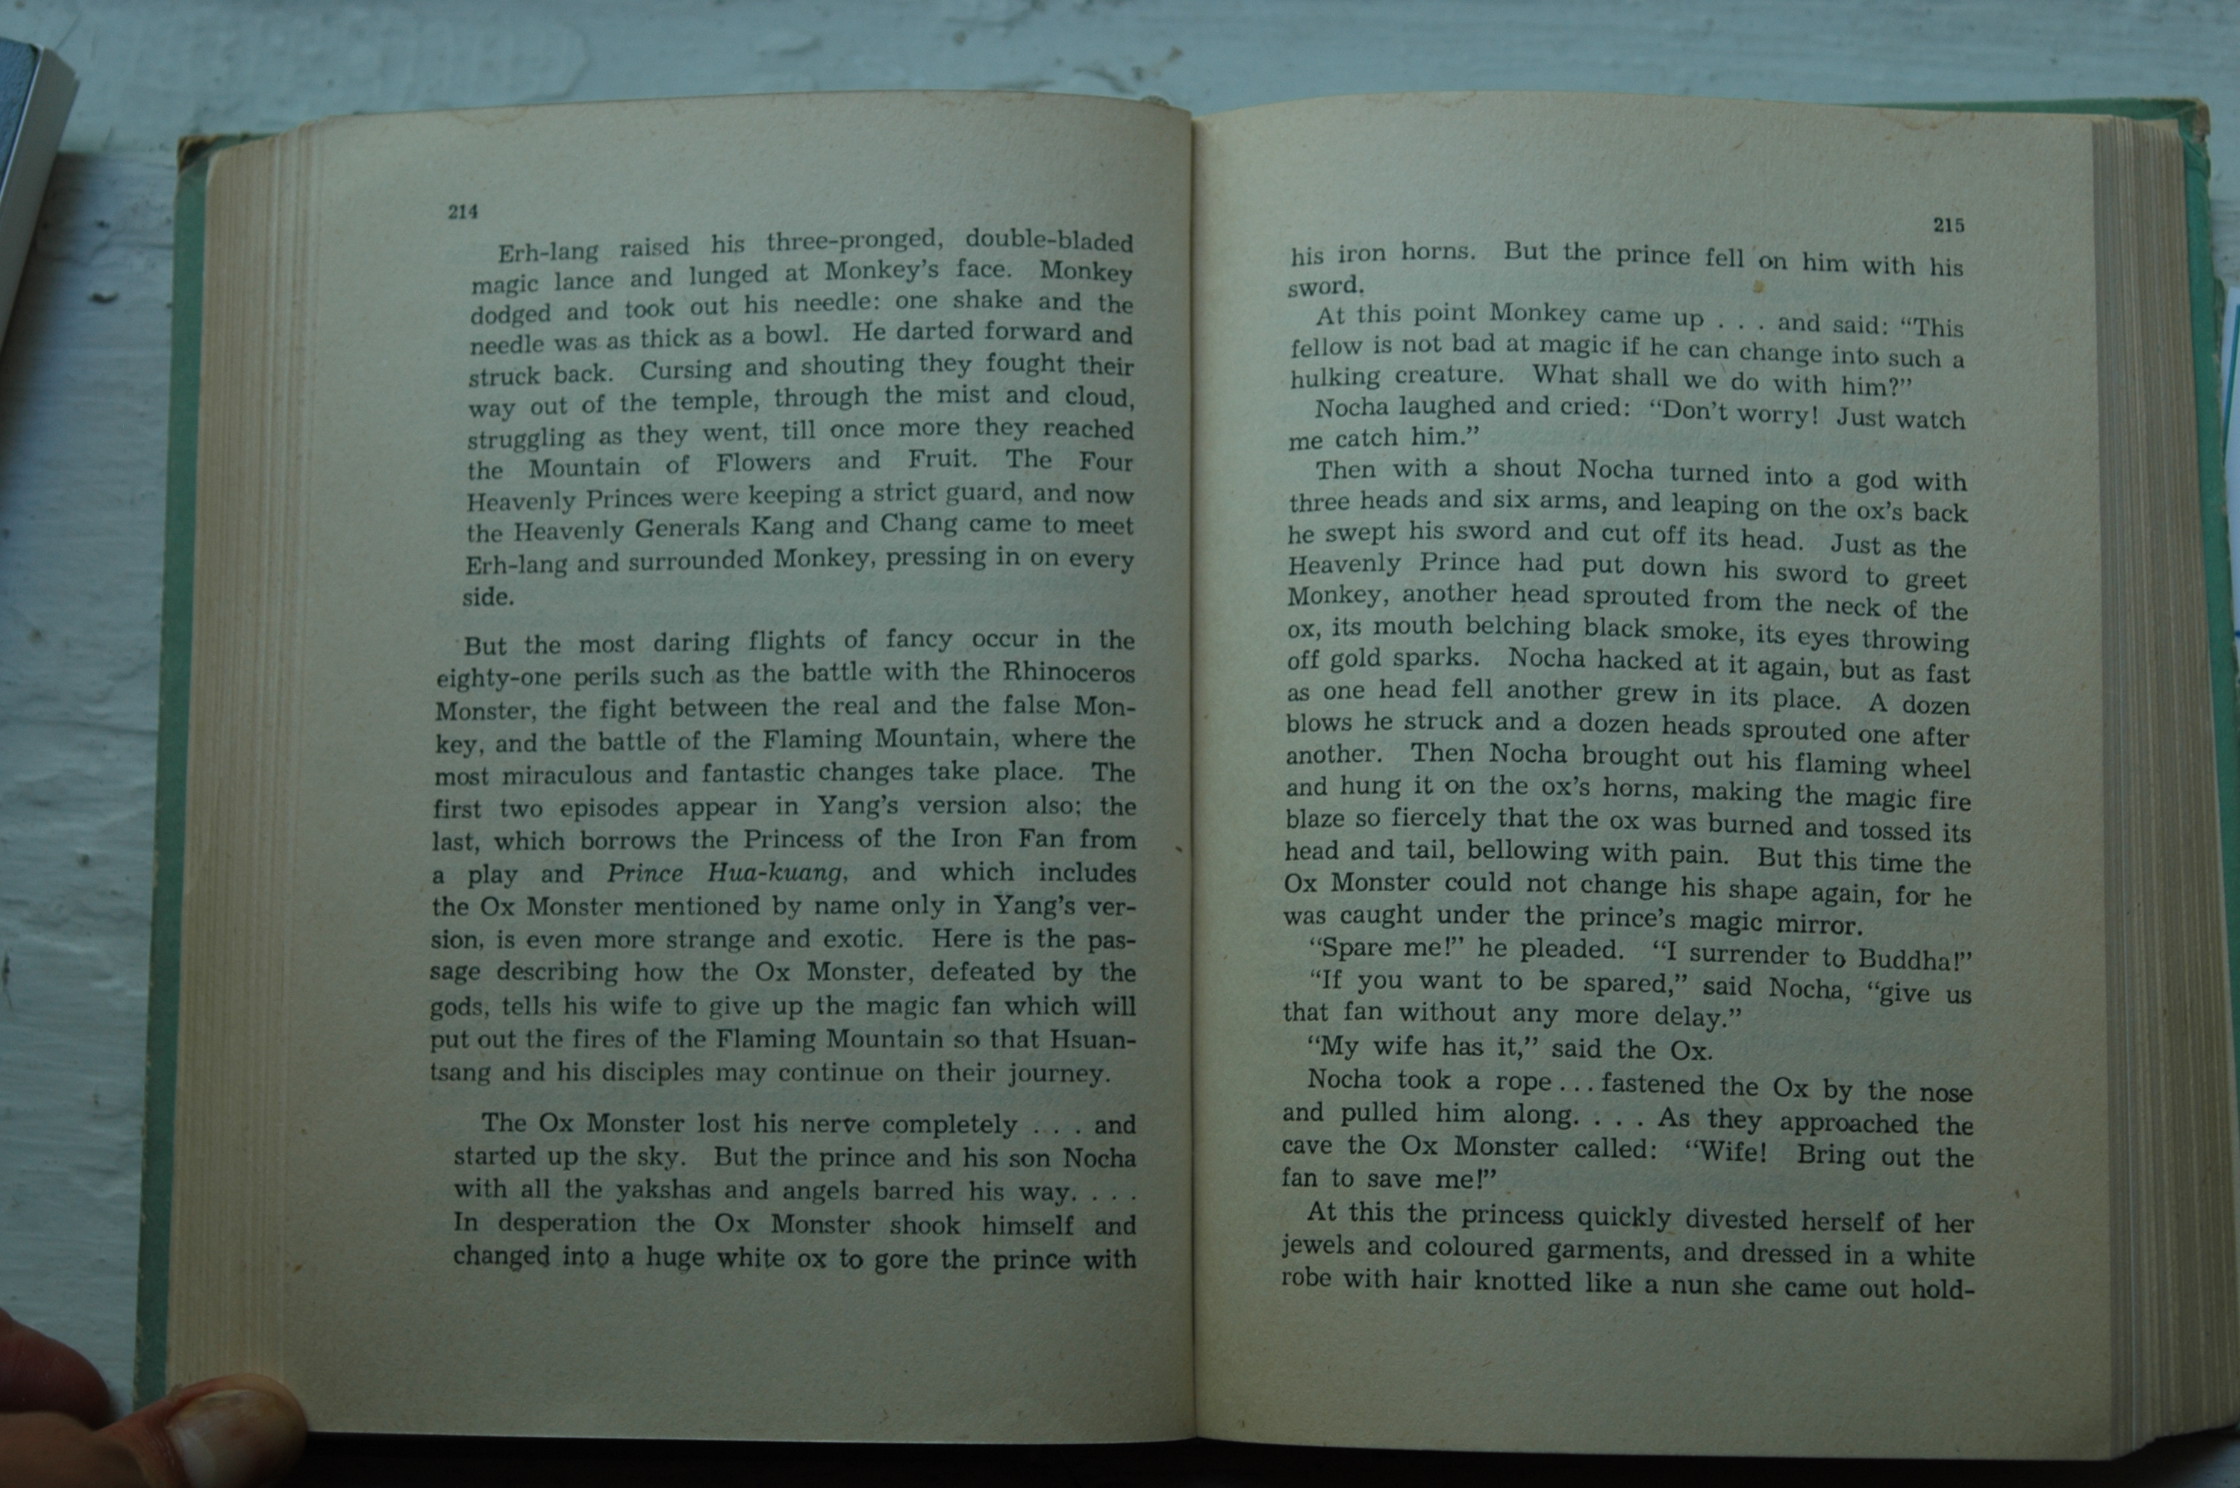 214
Erh-lang raised his three-pronged, double-bladed
magic lance and lunged at Monkey's face. Monkey
dodged and took out his needle: one shake and the
needle was as thick as a bowl. He darted forward and
struck back. Cursing and shouting they fought their
way out of the temple, through the mist and cloud,
struggling as they went, till once more they reached
the Mountain of Flowers and Fruit. The Four
Heavenly Princes were keeping a strict guard, and now
the Heavenly Generals Kang and Chang came to meet
Erh-lang and surrounded Monkey, pressing in on every
side.
But the most daring flights of fancy occur in the
eighty-one perils such as the battle with the Rhinoceros
Monster, the fight between the real and the false Mon-
key, and the battle of the Flaming Mountain, where the
most miraculous and fantastic changes take place. The
first two episodes appear in Yang's version also; the
last, which borrows the Princess of the Iron Fan from
a play and Prince Hua-kuang, and which includes
the Ox Monster mentioned by name only in Yang's ver-
sion, is even more strange and exotic. Here is the pas-
sage describing how the Ox Monster, defeated by the
gods, tells his wife to give up the magic fan which will
put out the fires of the Flaming Mountain so that Hsuan-
tsang and his disciples may continue on their journey.
The Ox Monster lost his nerve completely . . . and
started up the sky. But the prince and his son Nocha
with all the yakshas and angels barred his way. . . .
In desperation the Ox Monster shook himself and
changed into a huge white ox to gore the prince with
215
his iron horns. But the prince fell on him with his
sword.
At this point Monkey came up . . . and said: “This
fellow is not bad at magic if he can change into such a
hulking creature. What shall we do with him?”
Nocha laughed and cried: “Don't worry! Just watch
me catch him.”
Then with a shout Nocha turned into a god with
three heads and six arms, and leaping on the ox's back
he swept his sword and cut off its head. Just as the
Heavenly Prince had put down his sword to greet
Monkey, another head sprouted from the neck of the
ox, its mouth belching black smoke, its eyes throwing
off gold sparks. Nocha hacked at it again, but as fast
as one head fell another grew in its place. A dozen
blows he struck and a dozen heads sprouted one after
another. Then Nocha brought out his flaming wheel
and hung it on the ox's horns, making the magic fire
blaze so fiercely that the ox was burned and tossed its
head and tail, bellowing with pain. But this time the
Ox Monster could not change his shape again, for he
was caught under the prince's magic mirror.
“Spare me!” he pleaded. “I surrender to Buddha!”
“If you want to be spared,” said Nocha, “give us
that fan without any more delay.”
“My wife has it,” said the Ox.
Nocha took a rope . . . fastened the Ox by the nose
and pulled him along. . . . As they approached the
cave the Ox Monster called: “Wife! Bring out the
fan to save me!”
At this the princess quickly divested herself of her
jewels and coloured garments, and dressed in a white
robe with hair knotted like a nun she came out hold-